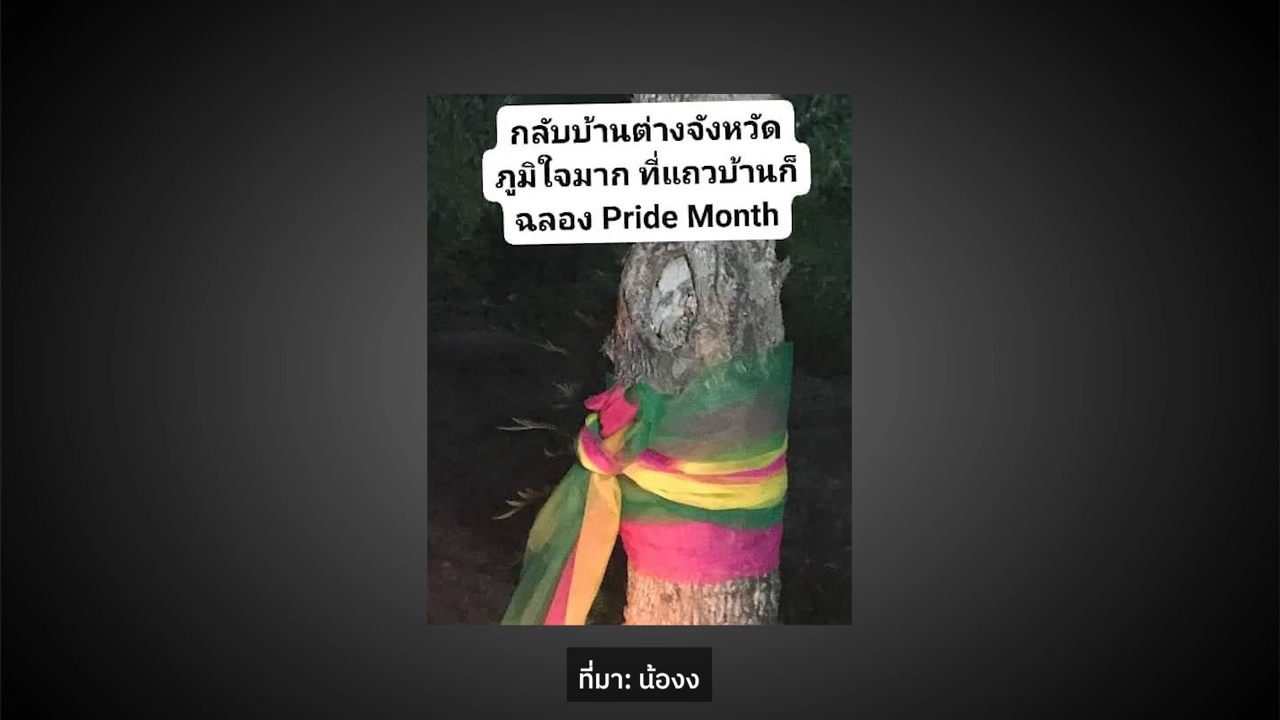 กลับบ้านต่างจังหวัด
ภูมิใจมาก ที่แถวบ้านก็
ฉลอง Pride Month
ที่มา: น้องง